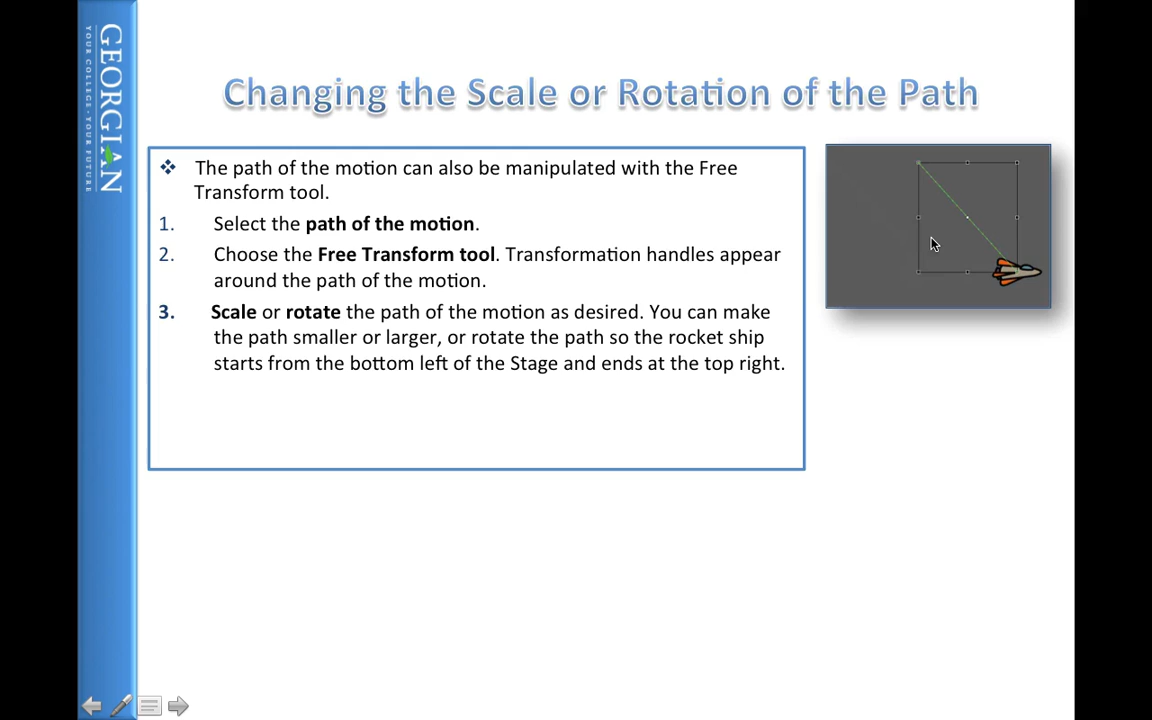 GEORGIAN
YOUR COLLEGE · YOUR FUTURE
Changing the Scale or Rotation of the Path
❖ The path of the motion can also be manipulated with the Free
Transform tool.
1. Select the path of the motion.
2. Choose the Free Transform tool. Transformation handles appear
around the path of the motion.
3. Scale or rotate the path of the motion as desired. You can make
the path smaller or larger, or rotate the path so the rocket ship
starts from the bottom left of the Stage and ends at the top right.